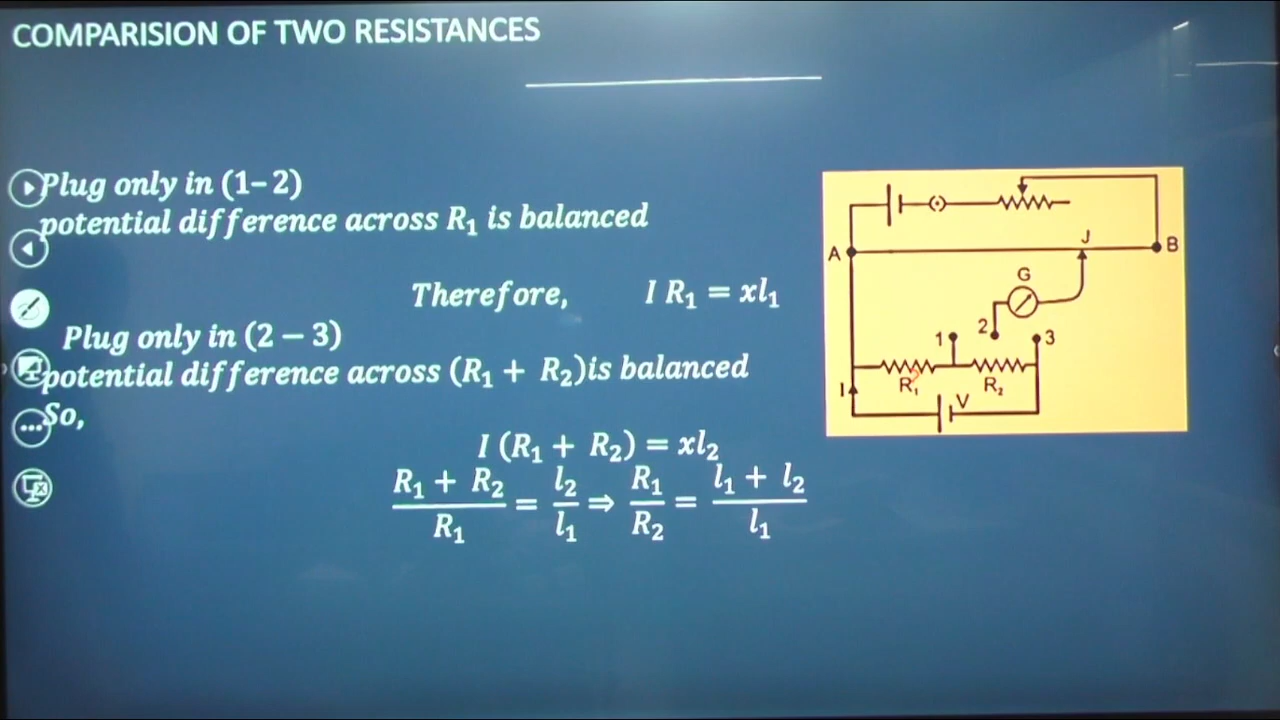 COMPARISION OF TWO RESISTANCES
Plug only in (1– 2)
potential difference across R₁ is balanced
Therefore, I R₁ = xl₁
Plug only in (2 – 3)
potential difference across (R₁ + R₂)is balanced
So,
I (R₁ + R₂) = xl₂
(R₁ + R₂)/R₁ = l₂/l₁ ⇒ R₁/R₂ = (l₁ + l₂)/l₁
A J B
G
1 2 3
R₁ R₂
I V